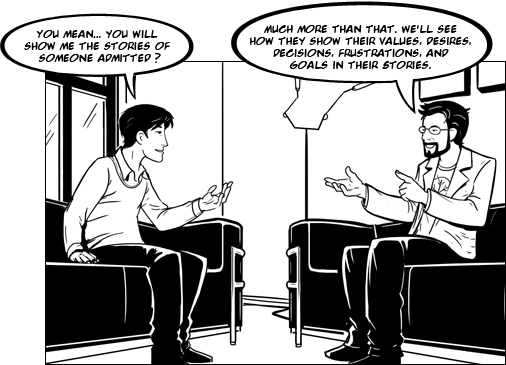 YOU MEAN... YOU WILL
SHOW ME THE STORIES OF
SOMEONE ADMITTED?
MUCH MORE THAN THAT. WE'LL SEE
HOW THEY SHOW THEIR VALUES, DESIRES,
DECISIONS, FRUSTRATIONS, AND
GOALS IN THEIR STORIES.